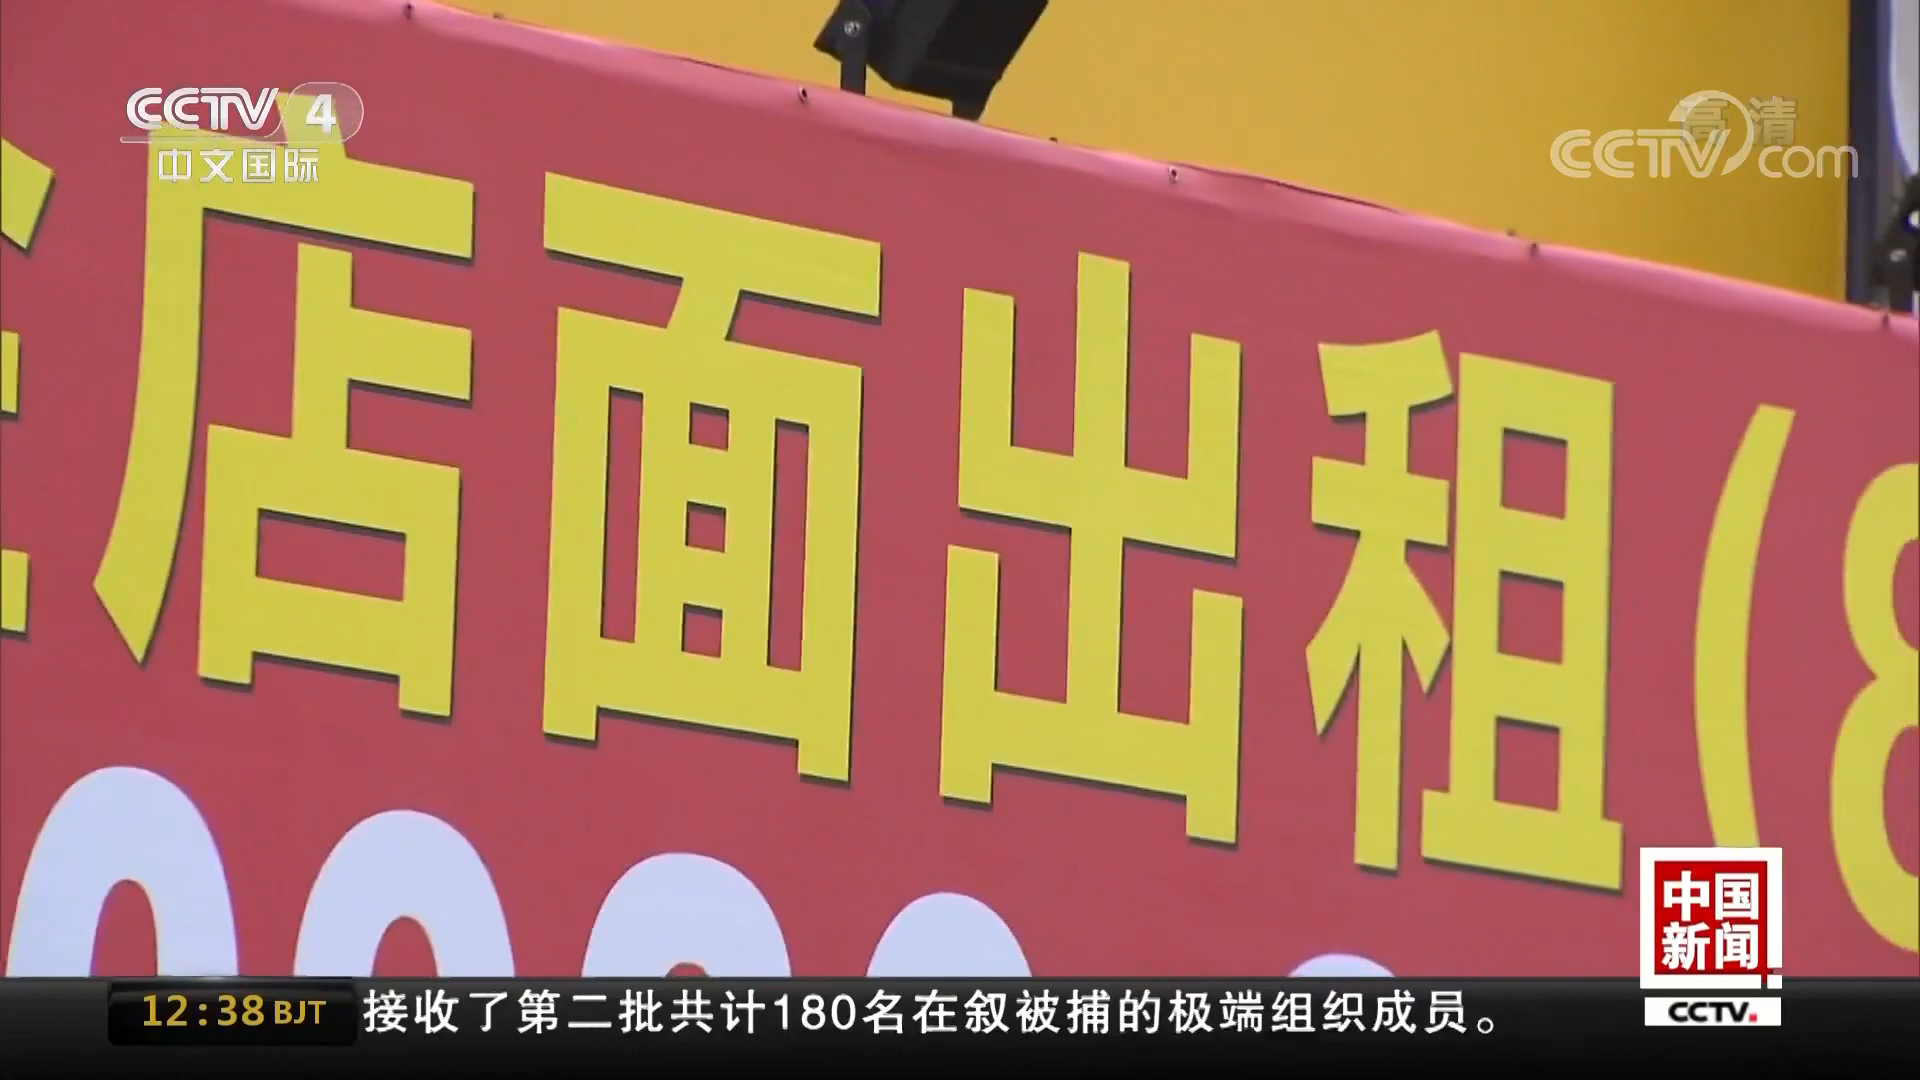 CCTV 4
中文国际
高清
CCTV com
店面出租(8
中国
新闻
CCTV.
12:38 BJT 接收了第二批共计180名在叙被捕的极端组织成员。